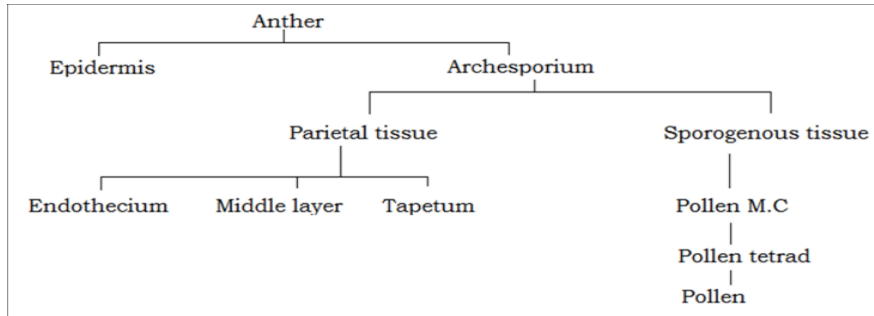 Anther
Epidermis Archesporium
Parietal tissue Sporogenous tissue
Endothecium Middle layer Tapetum Pollen M.C
Pollen tetrad
Pollen